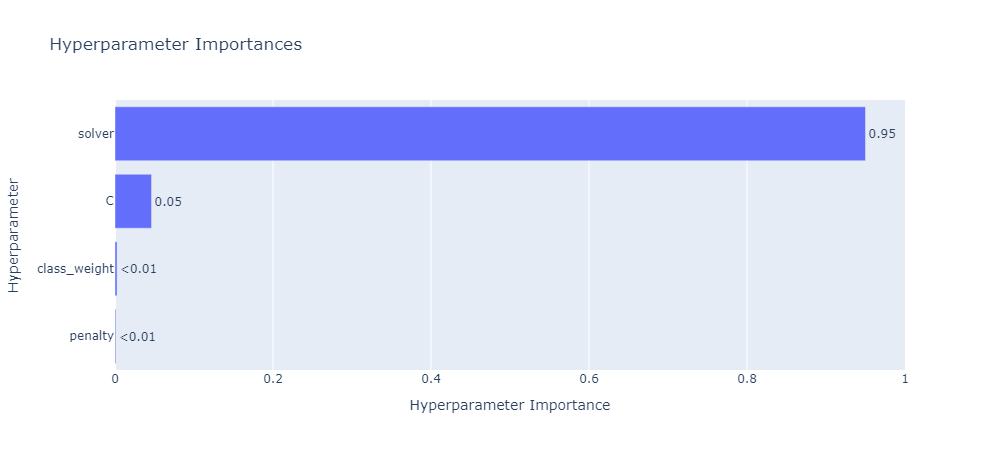 Hyperparameter Importances
Hyperparameter
solver
0.95
C
0.05
class_weight
<0.01
penalty
<0.01
0
0.2
0.4
0.6
0.8
1
Hyperparameter Importance